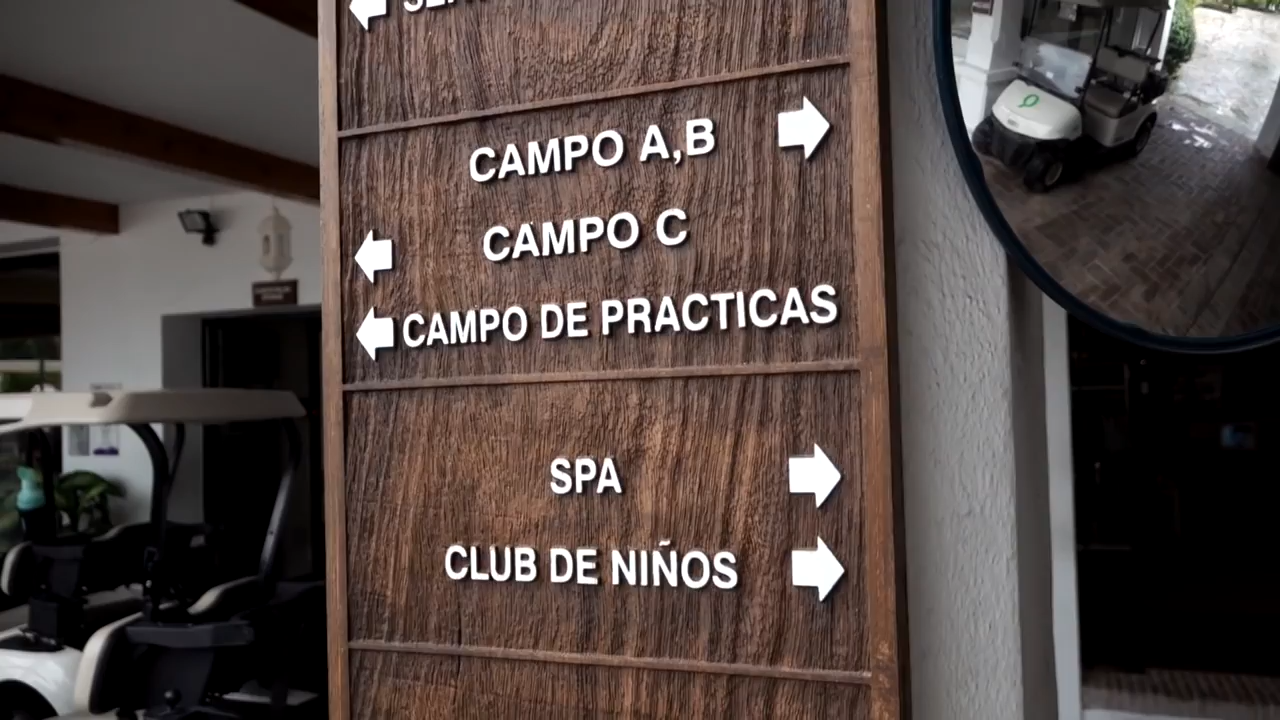 CAMPO A,B
CAMPO C
CAMPO DE PRACTICAS
SPA
CLUB DE NIÑOS